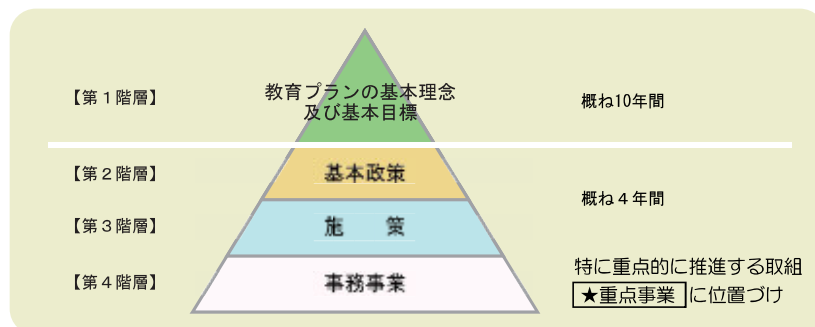 【第１階層】
教育プランの基本理念
及び基本目標
概ね10年間
【第２階層】
基本政策
概ね４年間
【第３階層】
施　　策
【第４階層】
事務事業
特に重点的に推進する取組
★重点事業 に位置づけ